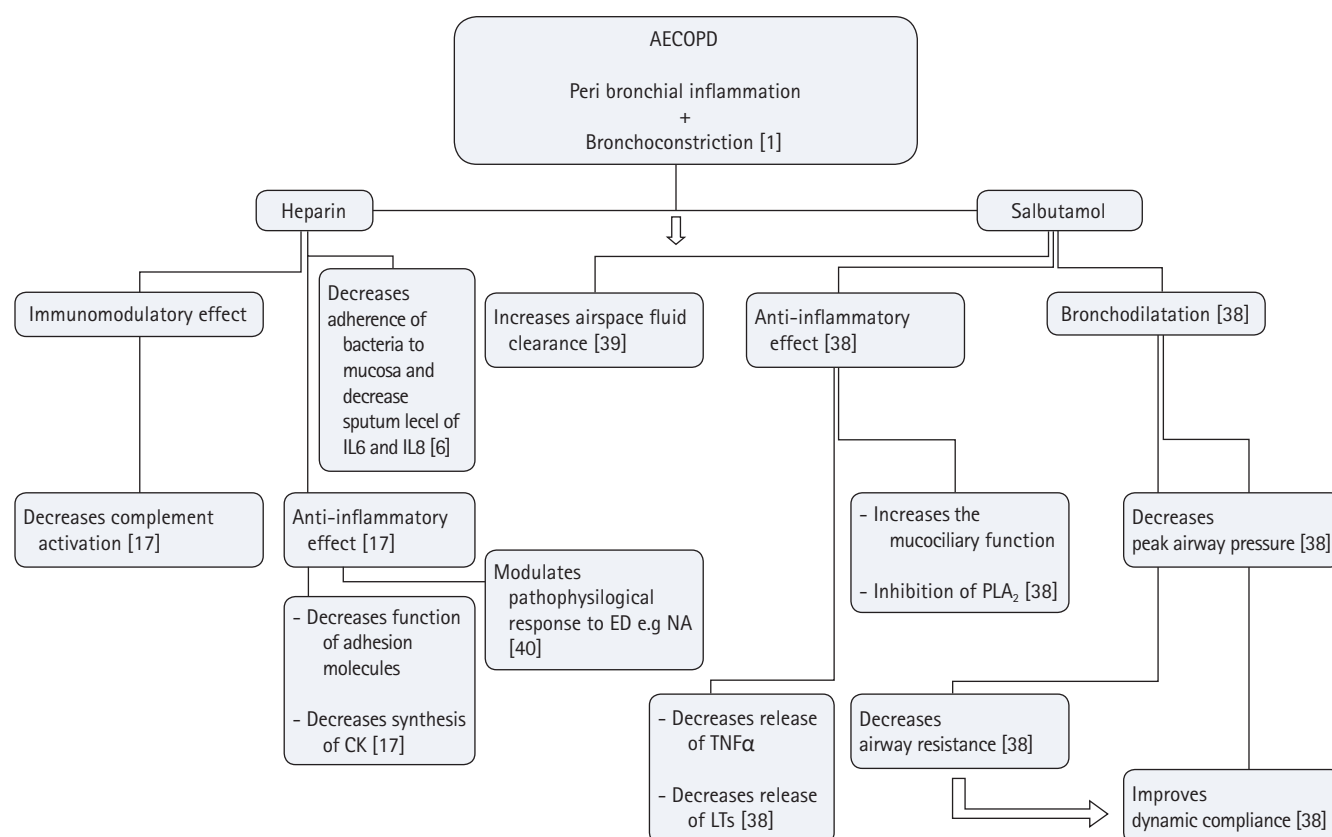 AECOPD
Peri bronchial inflammation
+
Bronchoconstriction [1]
Heparin
Salbutamol
Immunomodulatory effect
Decreases
adherence of
bacteria to
mucosa and
decrease
sputum lecel of
IL6 and IL8 [6]
Increases airspace fluid
clearance [39]
Anti-inflammatory
effect [38]
Bronchodilatation [38]
Decreases complement
activation [17]
Anti-inflammatory
effect [17]
Modulates
pathophysilogical
response to ED e.g NA
[40]
- Increases the
mucociliary function
- Inhibition of PLA₂ [38]
Decreases
peak airway pressure [38]
- Decreases function
of adhesion
molecules
- Decreases synthesis
of CK [17]
- Decreases release
of TNFα
- Decreases release
of LTs [38]
Decreases
airway resistance [38]
Improves
dynamic compliance [38]